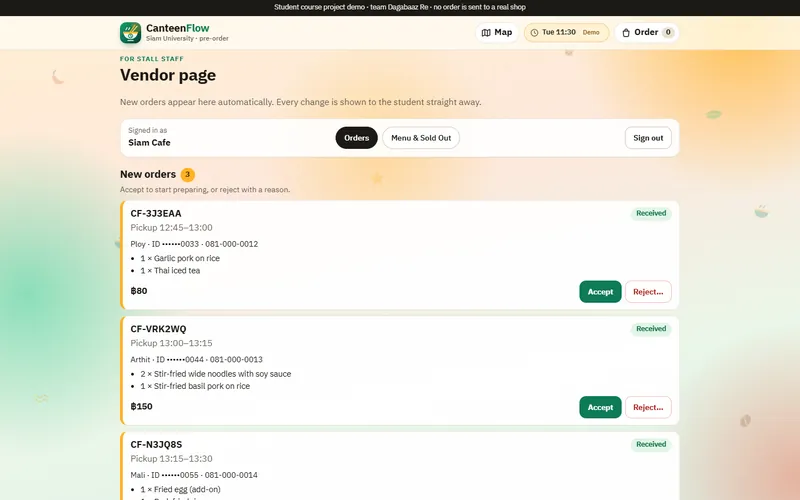 Student course project demo · team Dagabaaz Re · no order is sent to a real shop
CanteenFlow
Siam University · pre-order
Map
Tue 11:30 Demo
Order 0
FOR STALL STAFF
Vendor page
New orders appear here automatically. Every change is shown to the student straight away.
Signed in as
Siam Cafe
Orders
Menu & Sold Out
Sign out
New orders 3
Accept to start preparing, or reject with a reason.
CF-3J3EAA
Received
Pickup 12:45–13:00
Ploy · ID ••••••0033 · 081-000-0012
• 1 × Garlic pork on rice
• 1 × Thai iced tea
฿80
Accept
Reject…
CF-VRK2WQ
Received
Pickup 13:00–13:15
Arthit · ID ••••••0044 · 081-000-0013
• 2 × Stir-fried wide noodles with soy sauce
• 1 × Stir-fried basil pork on rice
฿150
Accept
Reject…
CF-N3JQ8S
Received
Pickup 13:15–13:30
Mali · ID ••••••0055 · 081-000-0014
• 1 × Fried egg (add-on)